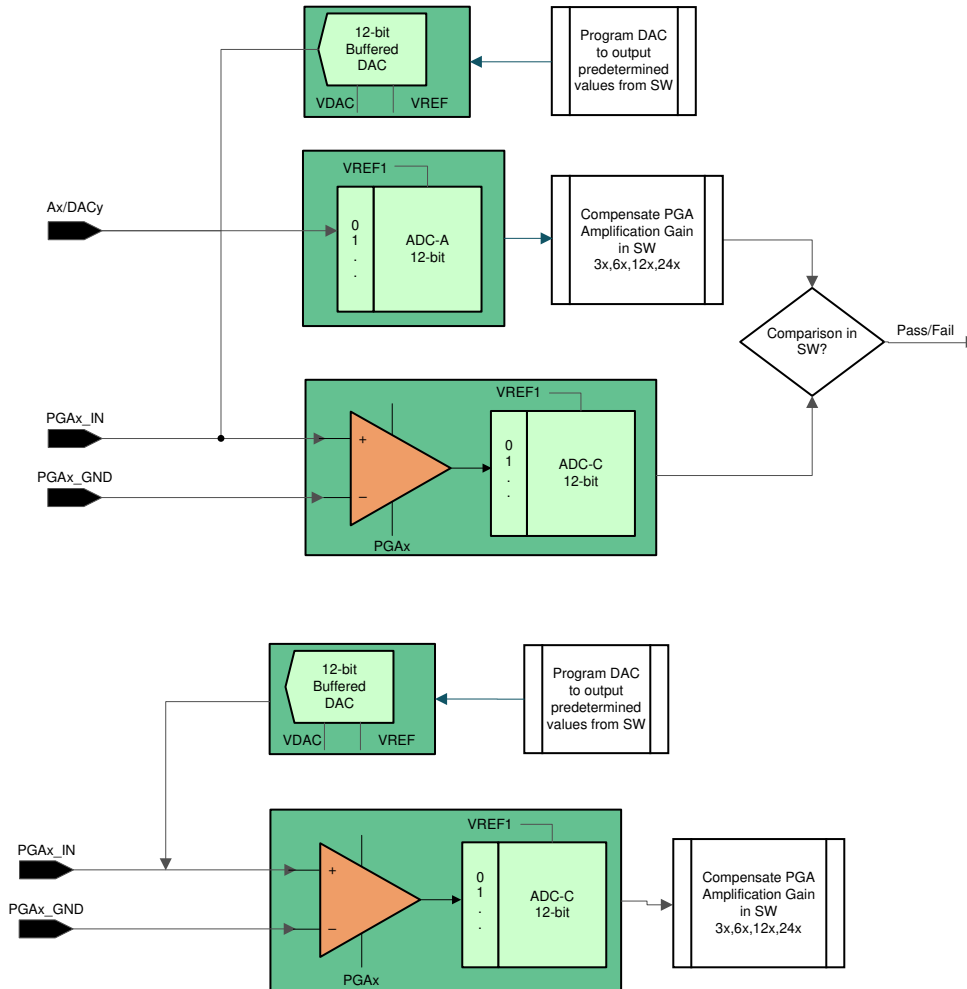 12-bit
Buffered
DAC
VDAC
VREF
Program DAC
to output
predetermined
values from SW
Ax/DACy
VREF1
0
1
.
.
ADC-A
12-bit
Compensate PGA
Amplification Gain
in SW
3x,6x,12x,24x
Comparison in
SW?
Pass/Fail
PGAx_IN
PGAx_GND
+
−
PGAx
VREF1
0
1
.
.
ADC-C
12-bit
12-bit
Buffered
DAC
VDAC
VREF
Program DAC
to output
predetermined
values from SW
PGAx_IN
PGAx_GND
+
−
PGAx
VREF1
0
1
.
.
ADC-C
12-bit
Compensate PGA
Amplification Gain
in SW
3x,6x,12x,24x